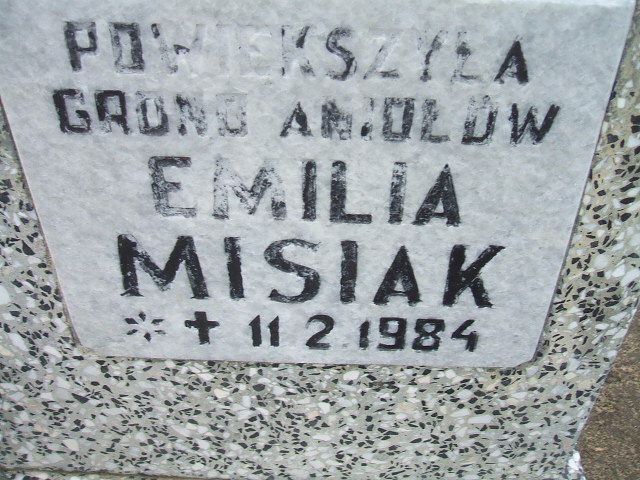 POWIĘKSZYŁA
GRONO ANIOŁÓW
EMILIA
MISIAK
* ✝ 11 2 1984